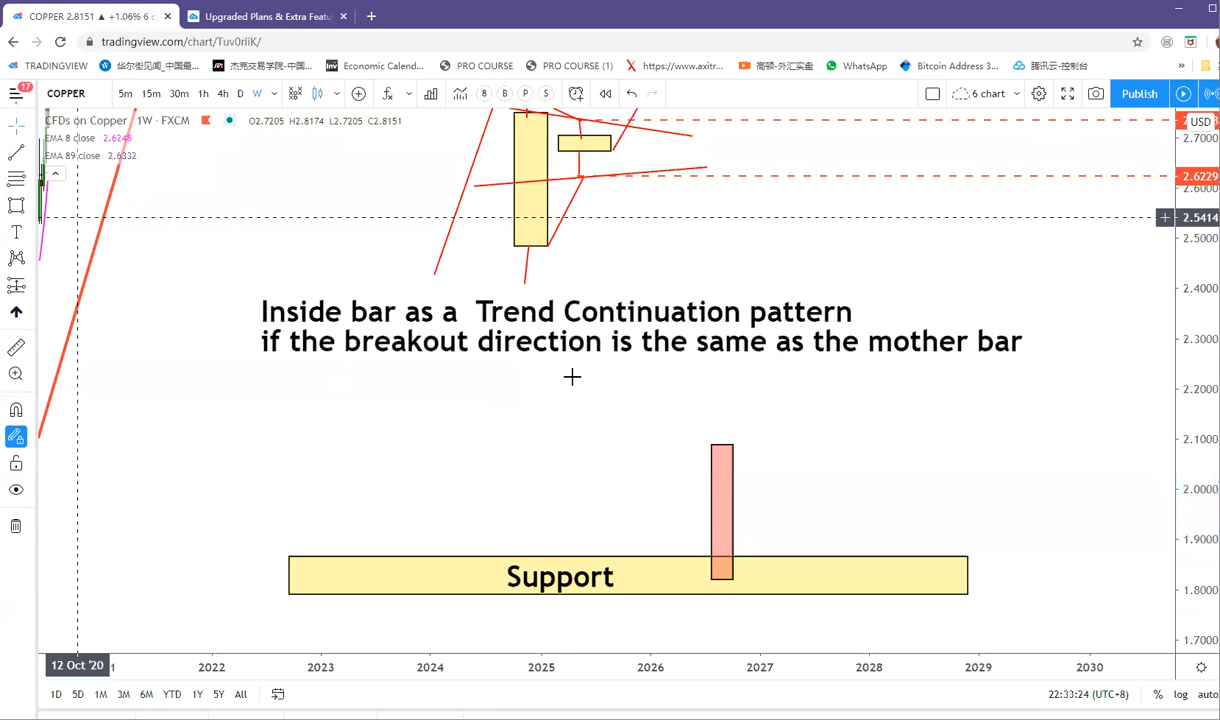 COPPER 2.8151 ▲ +1.06% 6 c
Upgraded Plans & Extra Featu
tradingview.com/chart/Tuv0riiK/
TRADINGVIEW 华尔街见闻_中国最... 杰克交易学院-中国... Economic Calend... PRO COURSE PRO COURSE (1) https://www.axitr... 高顿-外汇实盘 WhatsApp Bitcoin Address 3... 腾讯云-控制台 »
17 COPPER 5m 15m 30m 1h 4h D W 8 B P S 6 chart Publish
CFDs on Copper 1W · FXCM O2.7205 H2.8174 L2.7205 C2.8151
EMA 8 close 2.6248
EMA 89 close 2.6332
USD
2.7000
2.6229
2.5414
2.5000
2.4000
Inside bar as a Trend Continuation pattern
if the breakout direction is the same as the mother bar
2.3000
2.2000
2.1000
2.0000
1.9000
Support
1.8000
1.7000
12 Oct '20 2022 2023 2024 2025 2026 2027 2028 2029 2030
1D 5D 1M 3M 6M YTD 1Y 5Y All 22:33:24 (UTC+8) % log auto